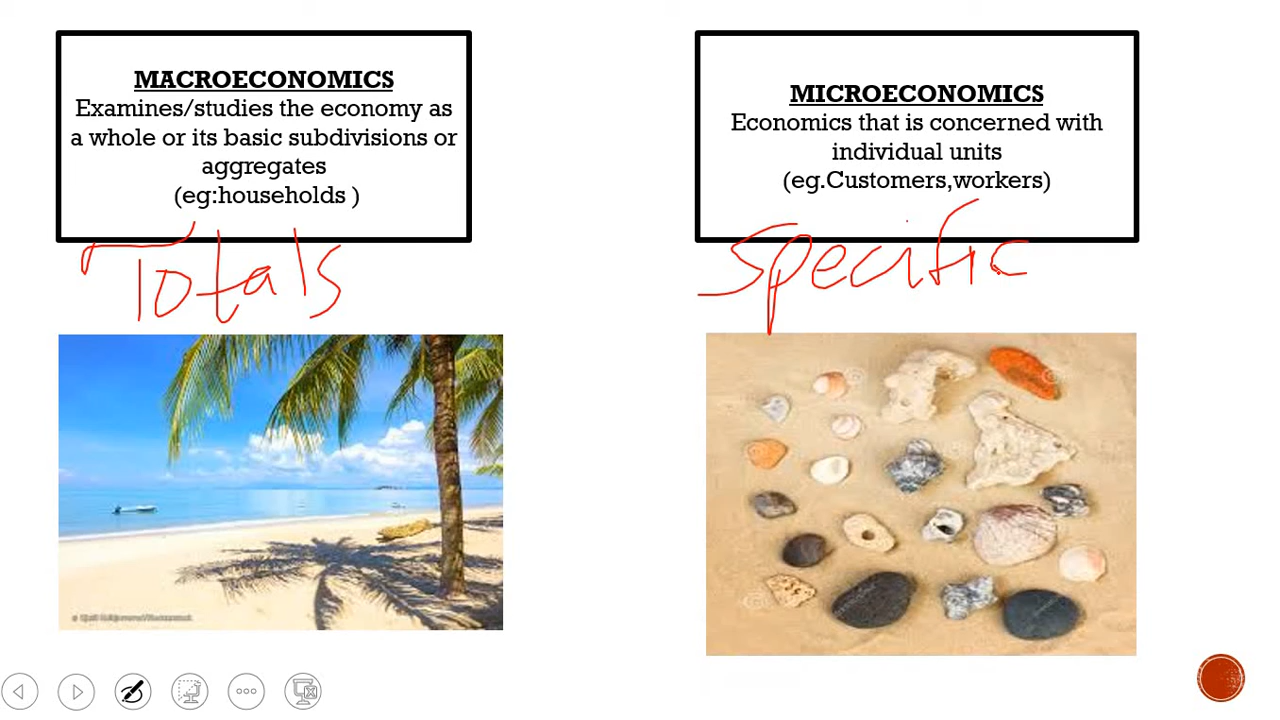 MACROECONOMICS
Examines/studies the economy as
a whole or its basic subdivisions or
aggregates
(eg:households )
Totals
MICROECONOMICS
Economics that is concerned with
individual units
(eg.Customers,workers)
Specific